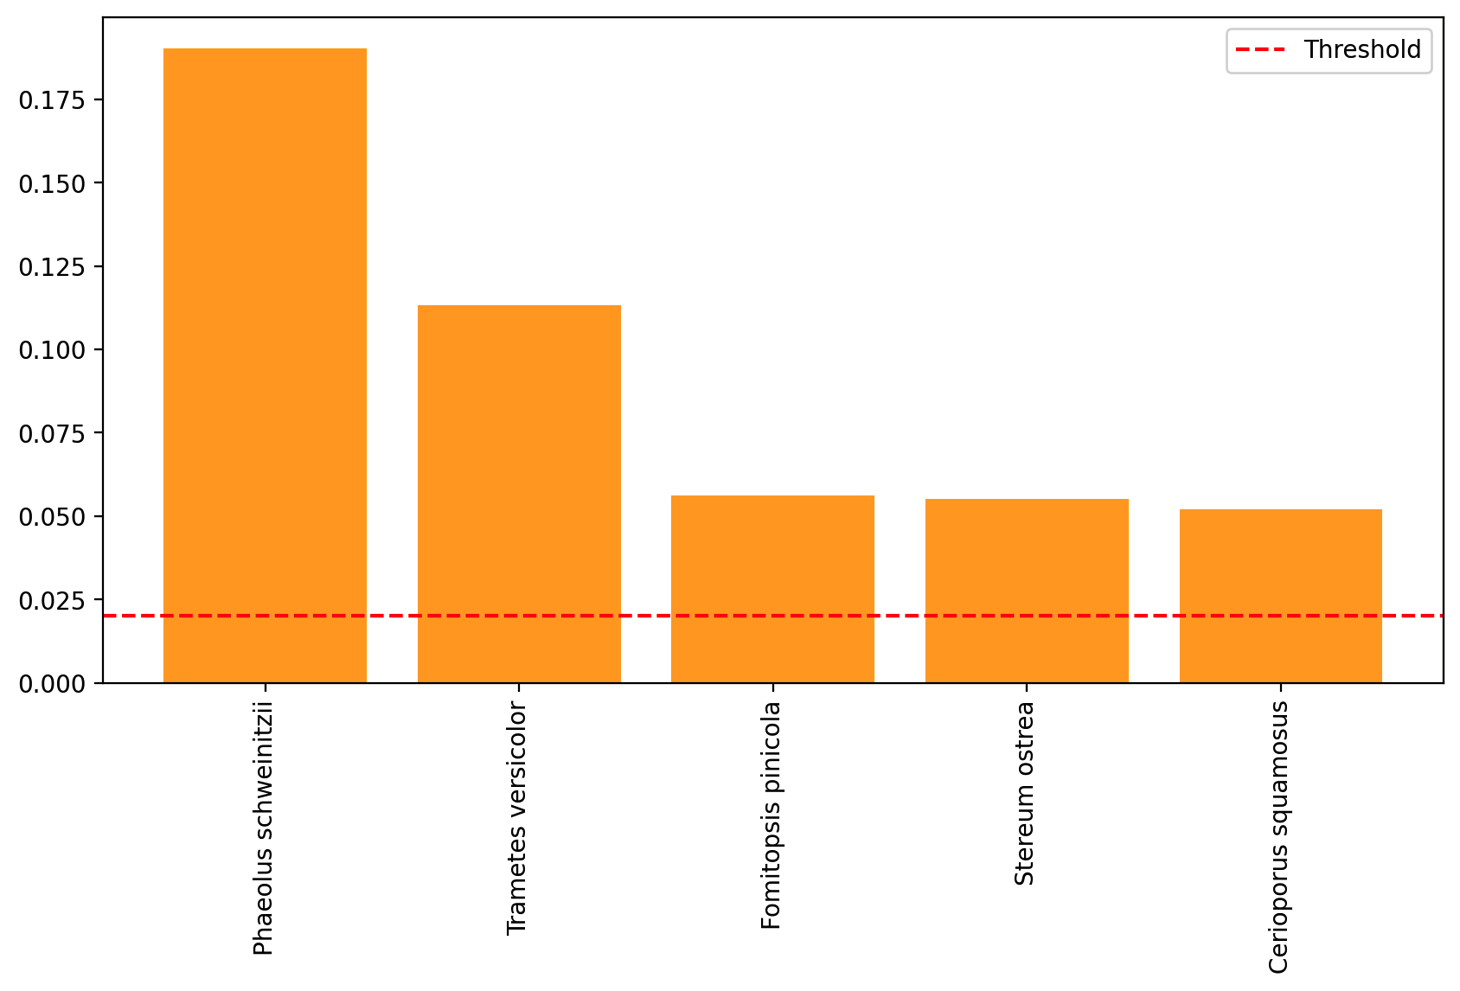 Threshold
0.175
0.150
0.125
0.100
0.075
0.050
0.025
0.000
Phaeolus schweinitzii
Trametes versicolor
Fomitopsis pinicola
Stereum ostrea
Cerioporus squamosus